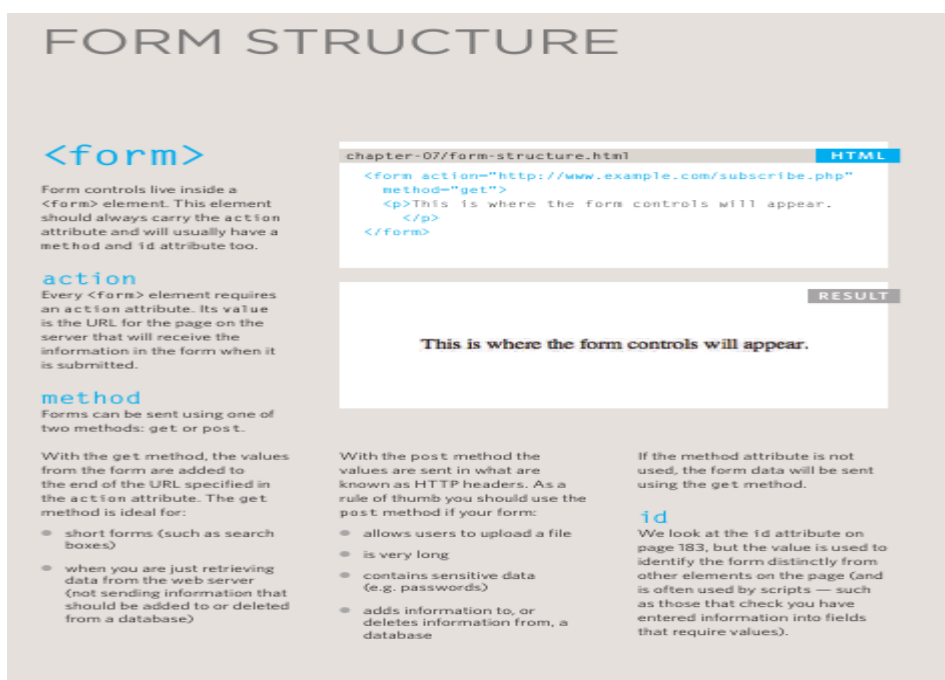 FORM STRUCTURE
<form>
Form controls live inside a
<form> element. This element
should always carry the action
attribute and will usually have a
method and id attribute too.
action
Every <form> element requires
an action attribute. Its value
is the URL for the page on the
server that will receive the
information in the form when it
is submitted.
method
Forms can be sent using one of
two methods: get or post.
With the get method, the values
from the form are added to
the end of the URL specified in
the action attribute. The get
method is ideal for:
short forms (such as search
boxes)
when you are just retrieving
data from the web server
(not sending information that
should be added to or deleted
from a database)
chapter-07/form-structure.html HTML
<form action="http://www.example.com/subscribe.php"
method="get">
<p>This is where the form controls will appear.
</p>
</form>
RESULT
This is where the form controls will appear.
With the post method the
values are sent in what are
known as HTTP headers. As a
rule of thumb you should use the
post method if your form:
allows users to upload a file
is very long
contains sensitive data
(e.g. passwords)
adds information to, or
deletes information from, a
database
If the method attribute is not
used, the form data will be sent
using the get method.
id
We look at the id attribute on
page 183, but the value is used to
identify the form distinctly from
other elements on the page (and
is often used by scripts — such
as those that check you have
entered information into fields
that require values).